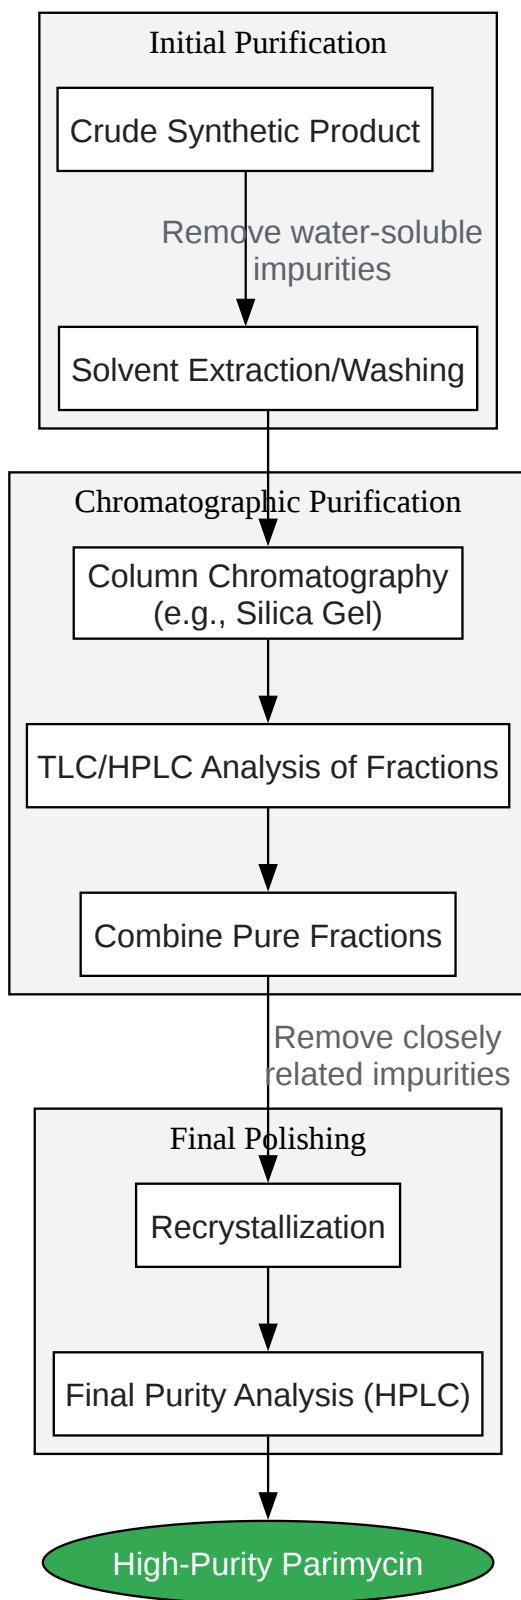 Initial Purification
Crude Synthetic Product
Remove water-soluble
impurities
Solvent Extraction/Washing
Chromatographic Purification
Column Chromatography
(e.g., Silica Gel)
TLC/HPLC Analysis of Fractions
Combine Pure Fractions
Remove closely
related impurities
Final Polishing
Recrystallization
Final Purity Analysis (HPLC)
High-Purity Parimycin